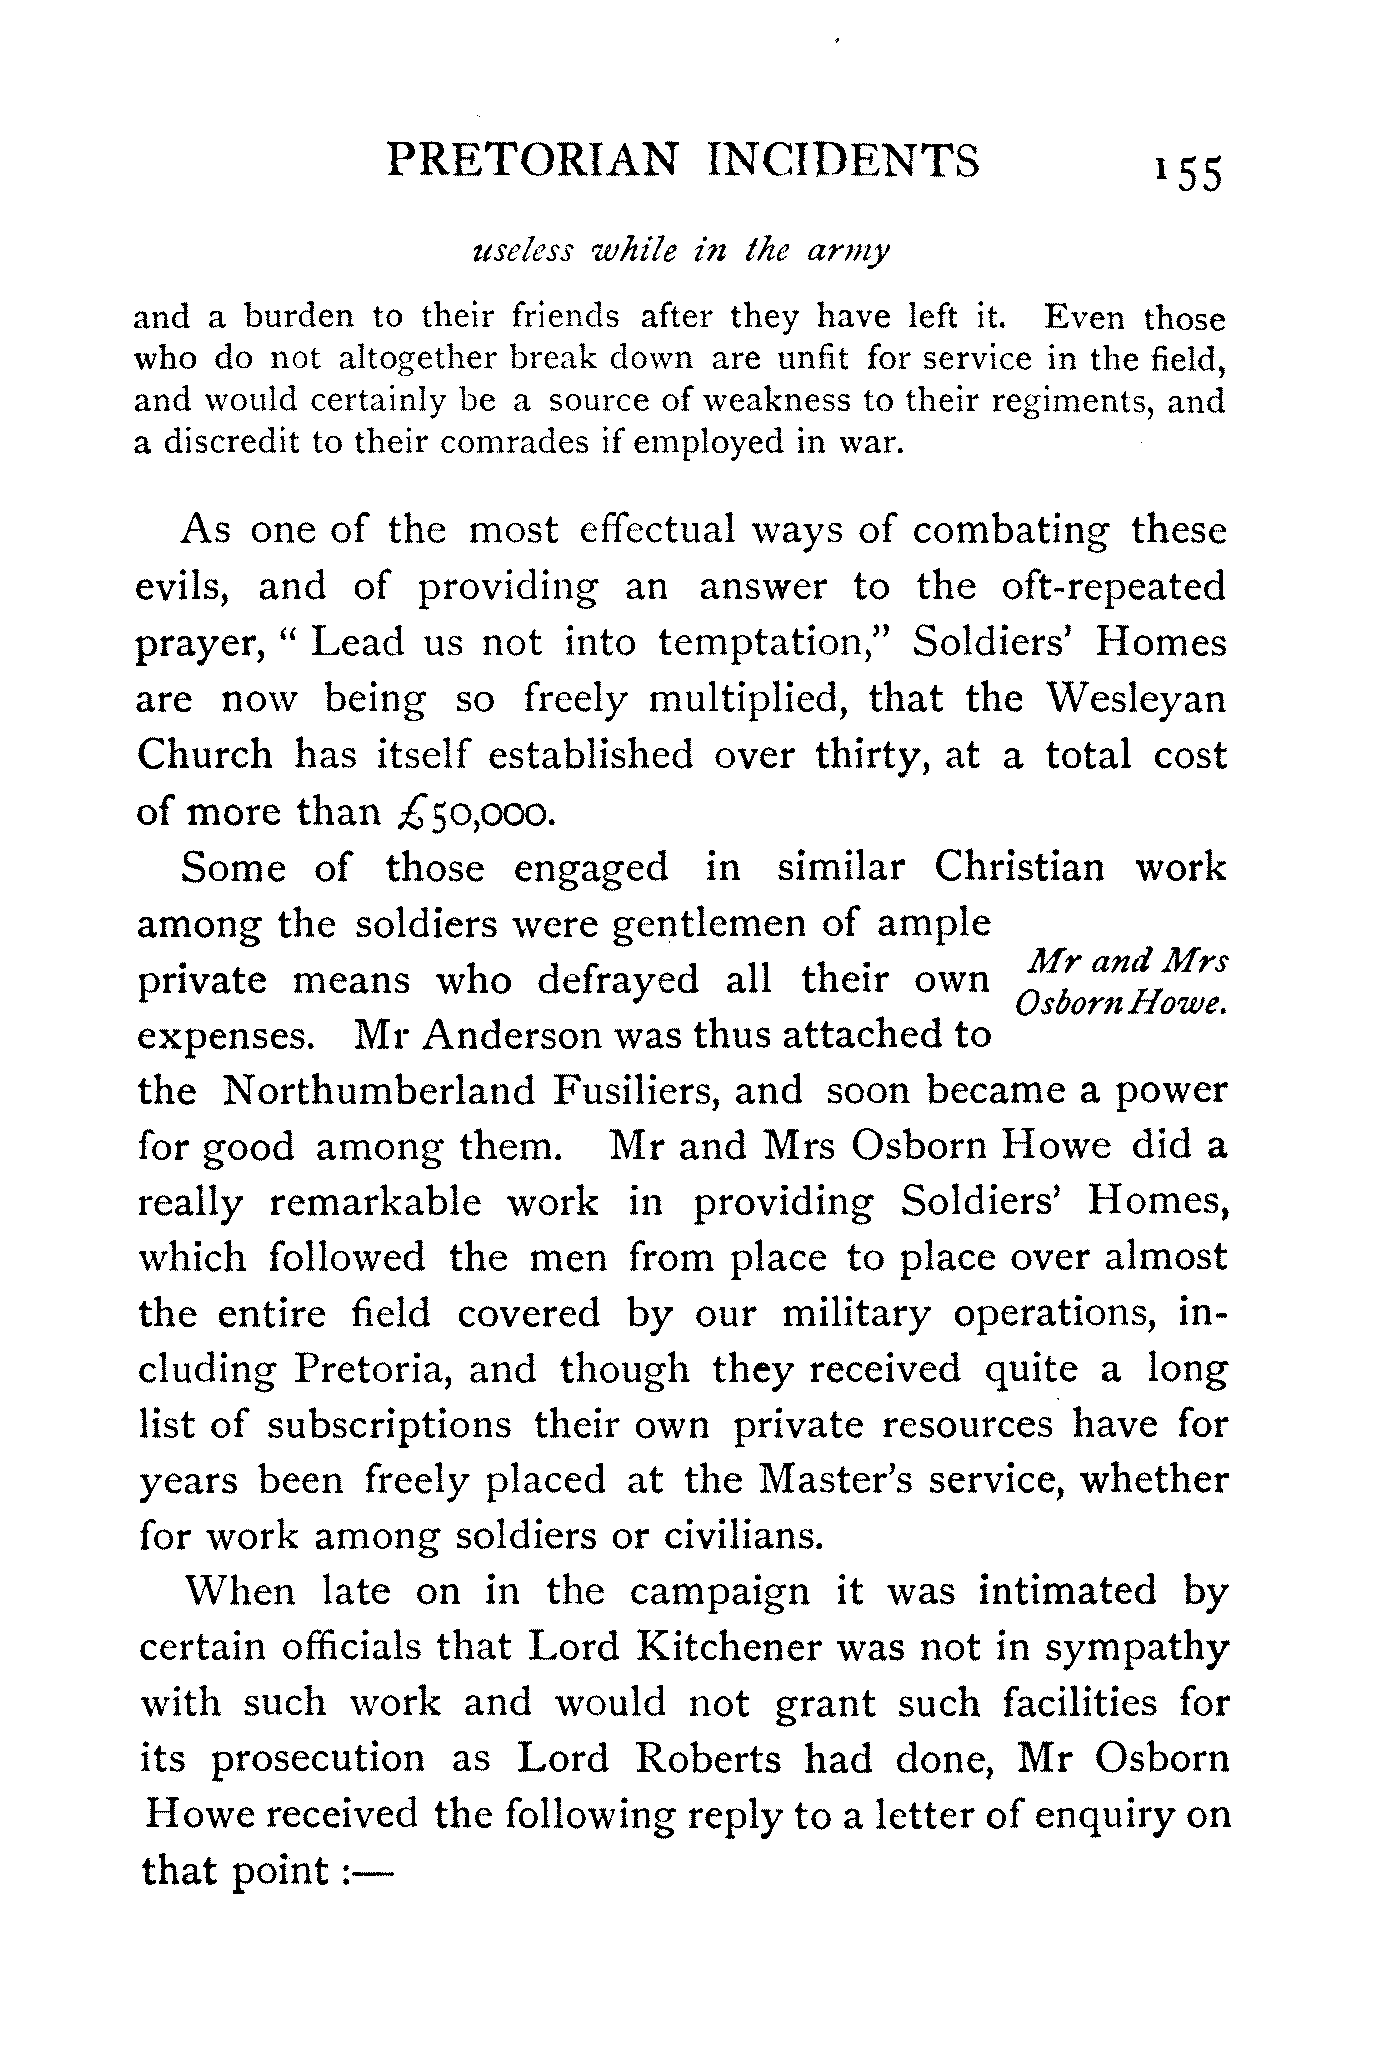 PRETORIAN INCIDENTS 155
useless while in the army
and a burden to their friends after they have left it. Even those
who do not altogether break down are unfit for service in the field,
and would certainly be a source of weakness to their regiments, and
a discredit to their comrades if employed in war.
As one of the most effectual ways of combating these
evils, and of providing an answer to the oft-repeated
prayer, “ Lead us not into temptation,” Soldiers’ Homes
are now being so freely multiplied, that the Wesleyan
Church has itself established over thirty, at a total cost
of more than £50,000.
Some of those engaged in similar Christian work
among the soldiers were gentlemen of ample
private means who defrayed all their own
expenses. Mr Anderson was thus attached to
Mr and Mrs
Osborn Howe.
the Northumberland Fusiliers, and soon became a power
for good among them. Mr and Mrs Osborn Howe did a
really remarkable work in providing Soldiers’ Homes,
which followed the men from place to place over almost
the entire field covered by our military operations, in-
cluding Pretoria, and though they received quite a long
list of subscriptions their own private resources have for
years been freely placed at the Master’s service, whether
for work among soldiers or civilians.
When late on in the campaign it was intimated by
certain officials that Lord Kitchener was not in sympathy
with such work and would not grant such facilities for
its prosecution as Lord Roberts had done, Mr Osborn
Howe received the following reply to a letter of enquiry on
that point :—